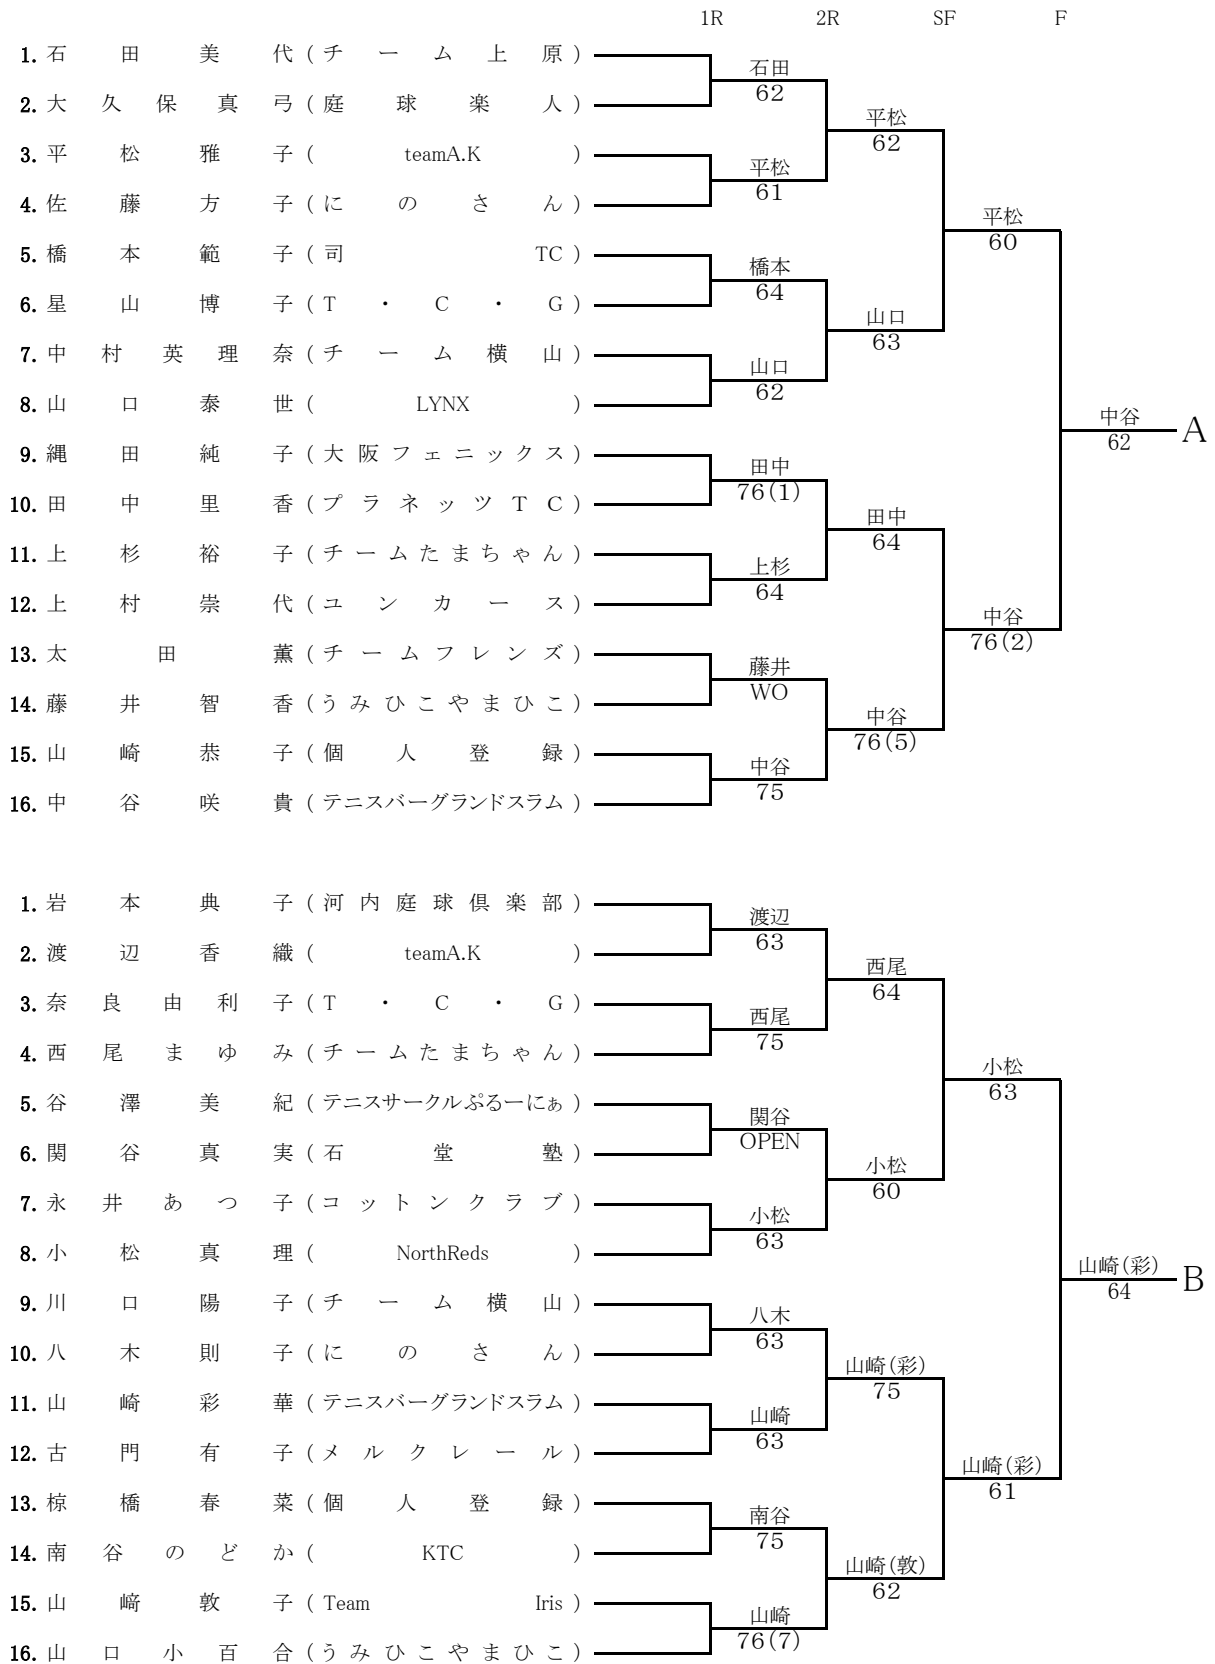 1R 2R SF F
1. 石田美代 (チーム上原)
石田
62
2. 大久保真弓 (庭球楽人)
平松
62
3. 平松雅子 (teamA.K)
平松
61
4. 佐藤方子 (にのさん)
平松
60
5. 橋本範子 (司TC)
橋本
64
6. 星山博子 (T・C・G)
山口
63
7. 中村英理奈 (チーム横山)
山口
62
8. 山口泰世 (LYNX)
中谷
62
A
9. 縄田純子 (大阪フェニックス)
田中
76(1)
10. 田中里香 (プラネッツTC)
田中
64
11. 上杉裕子 (チームたまちゃん)
上杉
64
12. 上村崇代 (ユンカース)
中谷
76(2)
13. 太田薫 (チームフレンズ)
藤井
WO
14. 藤井智香 (うみひこやまひこ)
中谷
76(5)
15. 山崎恭子 (個人登録)
中谷
75
16. 中谷咲貴 (テニスバーグランドスラム)
1. 岩本典子 (河内庭球倶楽部)
渡辺
63
2. 渡辺香織 (teamA.K)
西尾
64
3. 奈良由利子 (T・C・G)
西尾
75
4. 西尾まゆみ (チームたまちゃん)
小松
63
5. 谷澤美紀 (テニスサークルぷるーにぁ)
関谷
OPEN
6. 関谷真実 (石堂塾)
小松
60
7. 永井あつ子 (コットンクラブ)
小松
63
8. 小松真理 (NorthReds)
山崎(彩)
64
B
9. 川口陽子 (チーム横山)
八木
63
10. 八木則子 (にのさん)
山崎(彩)
75
11. 山崎彩華 (テニスバーグランドスラム)
山崎
63
12. 古門有子 (メルクレール)
山崎(彩)
61
13. 椋橋春菜 (個人登録)
南谷
75
14. 南谷のどか (KTC)
山崎(敦)
62
15. 山﨑敦子 (Team Iris)
山崎
76(7)
16. 山口小百合 (うみひこやまひこ)